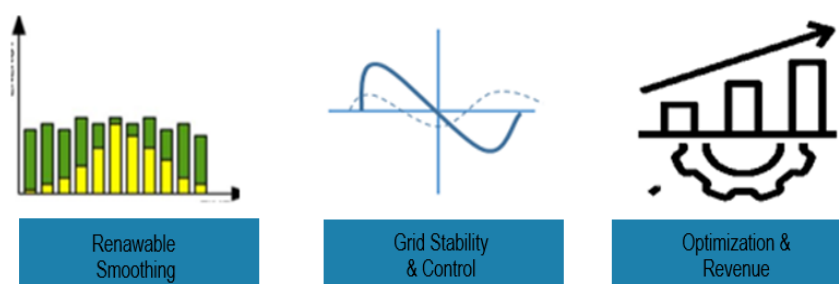 Renawable
Smoothing
Grid Stability
& Control
Optimization &
Revenue